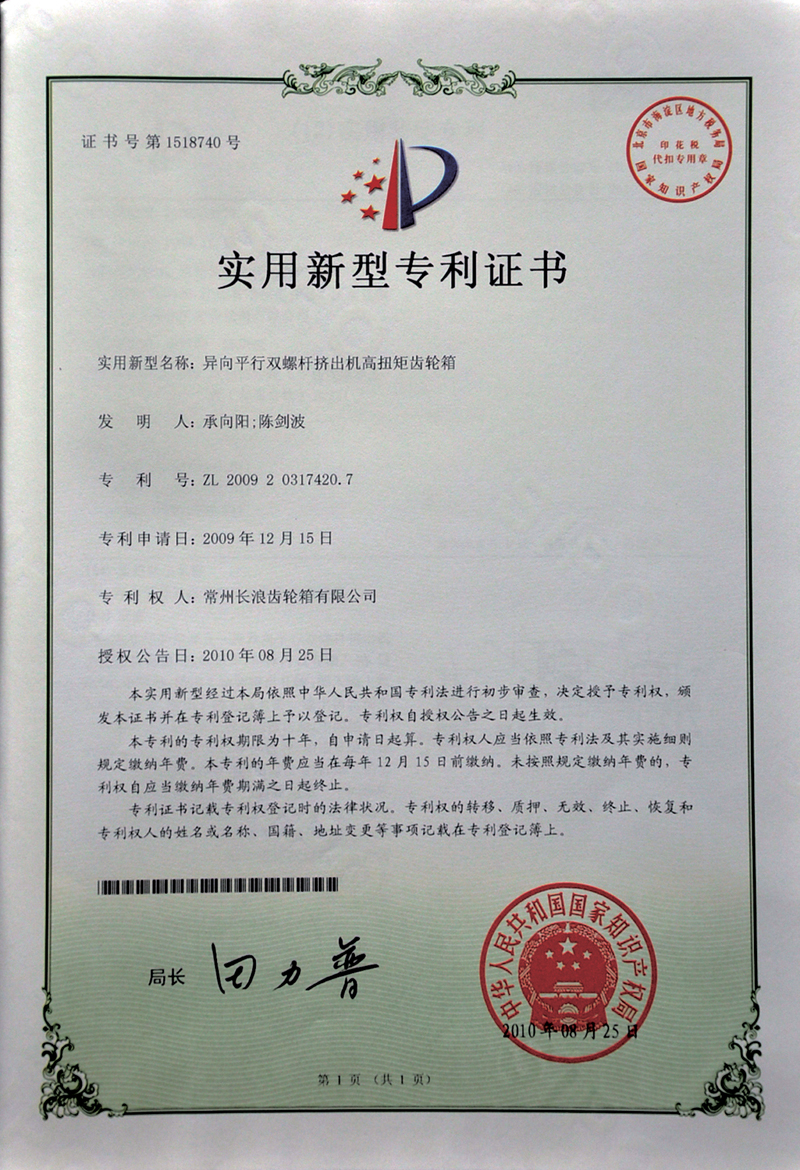 证书号第1518740号
北京市海淀区地方税务局
印花税
代扣专用章
国家知识产权局
实用新型专利证书
实用新型名称：异向平行双螺杆挤出机高扭矩齿轮箱
发明人：承向阳;陈剑波
专利号：ZL 2009 2 0317420.7
专利申请日：2009年12月15日
专利权人：常州长浪齿轮箱有限公司
授权公告日：2010年08月25日
本实用新型经过本局依照中华人民共和国专利法进行初步审查，决定授予专利权，颁
发本证书并在专利登记簿上予以登记。专利权自授权公告之日起生效。
本专利的专利权期限为十年，自申请日起算。专利权人应当依照专利法及其实施细则
规定缴纳年费。本专利的年费应当在每年12月15日前缴纳。未按照规定缴纳年费的，专
利权自应当缴纳年费期满之日起终止。
专利证书记载专利权登记时的法律状况。专利权的转移、质押、无效、终止、恢复和
专利权人的姓名或名称、国籍、地址变更等事项记载在专利登记簿上。
局长 田力普
中华人民共和国国家知识产权局
2010年08月25日
第1页（共1页）